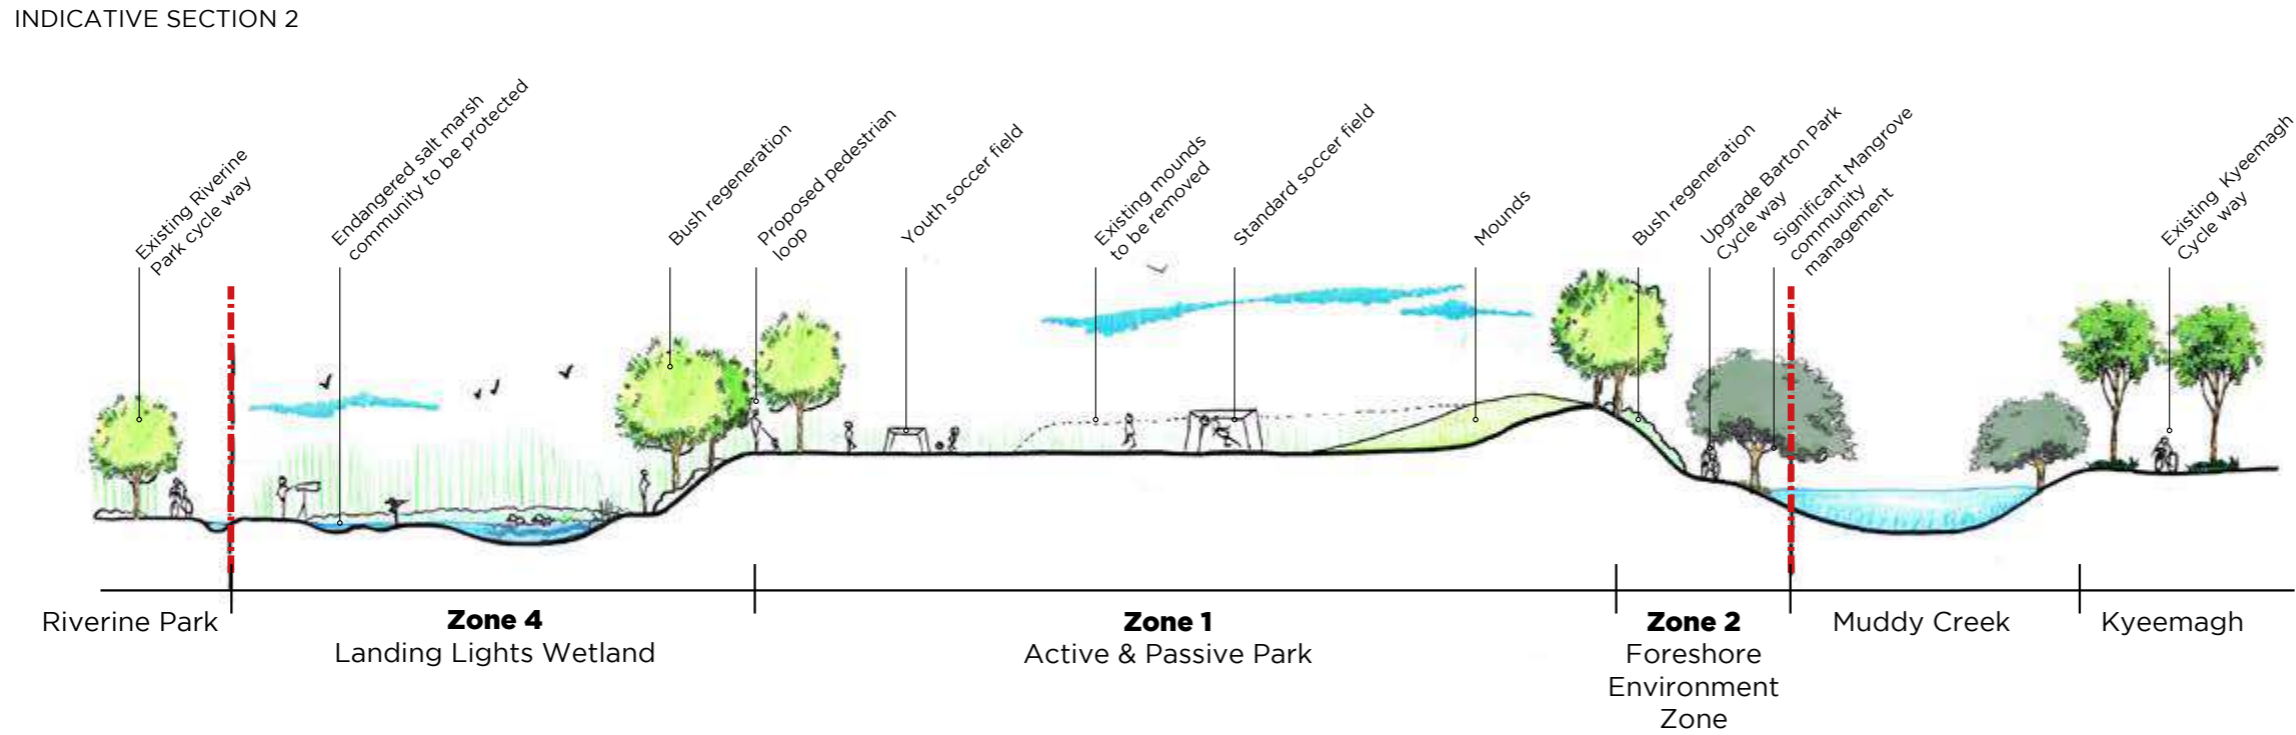 INDICATIVE SECTION 2
Existing Riverine
Park cycle way
Endangered salt marsh
community to be protected
Bush regeneration
Proposed pedestrian
loop
Youth soccer field
Existing mounds
to be removed
Standard soccer field
Mounds
Bush regeneration
Upgrade Barton Park
Cycle way
Significant Mangrove
community
management
Existing Kyeemagh
Cycle way
Riverine Park
Zone 4
Landing Lights Wetland
Zone 1
Active & Passive Park
Zone 2
Foreshore
Environment
Zone
Muddy Creek
Kyeemagh